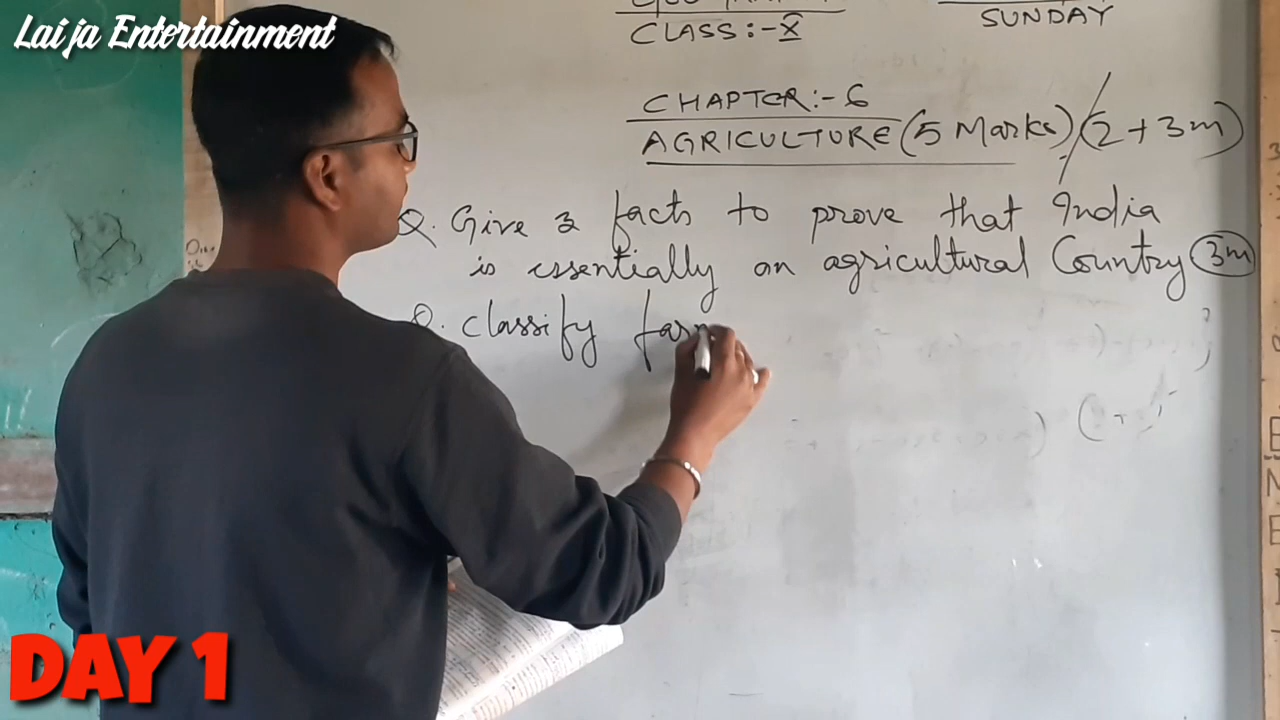 Lai ja Entertainment
SUNDAY
CLASS:-X
CHAPTER:-6
AGRICULTURE (5 Marks) / (2 + 3m)
Q. Give 3 facts to prove that India
is essentially an agricultural Country 3m
Q. Classify
DAY 1